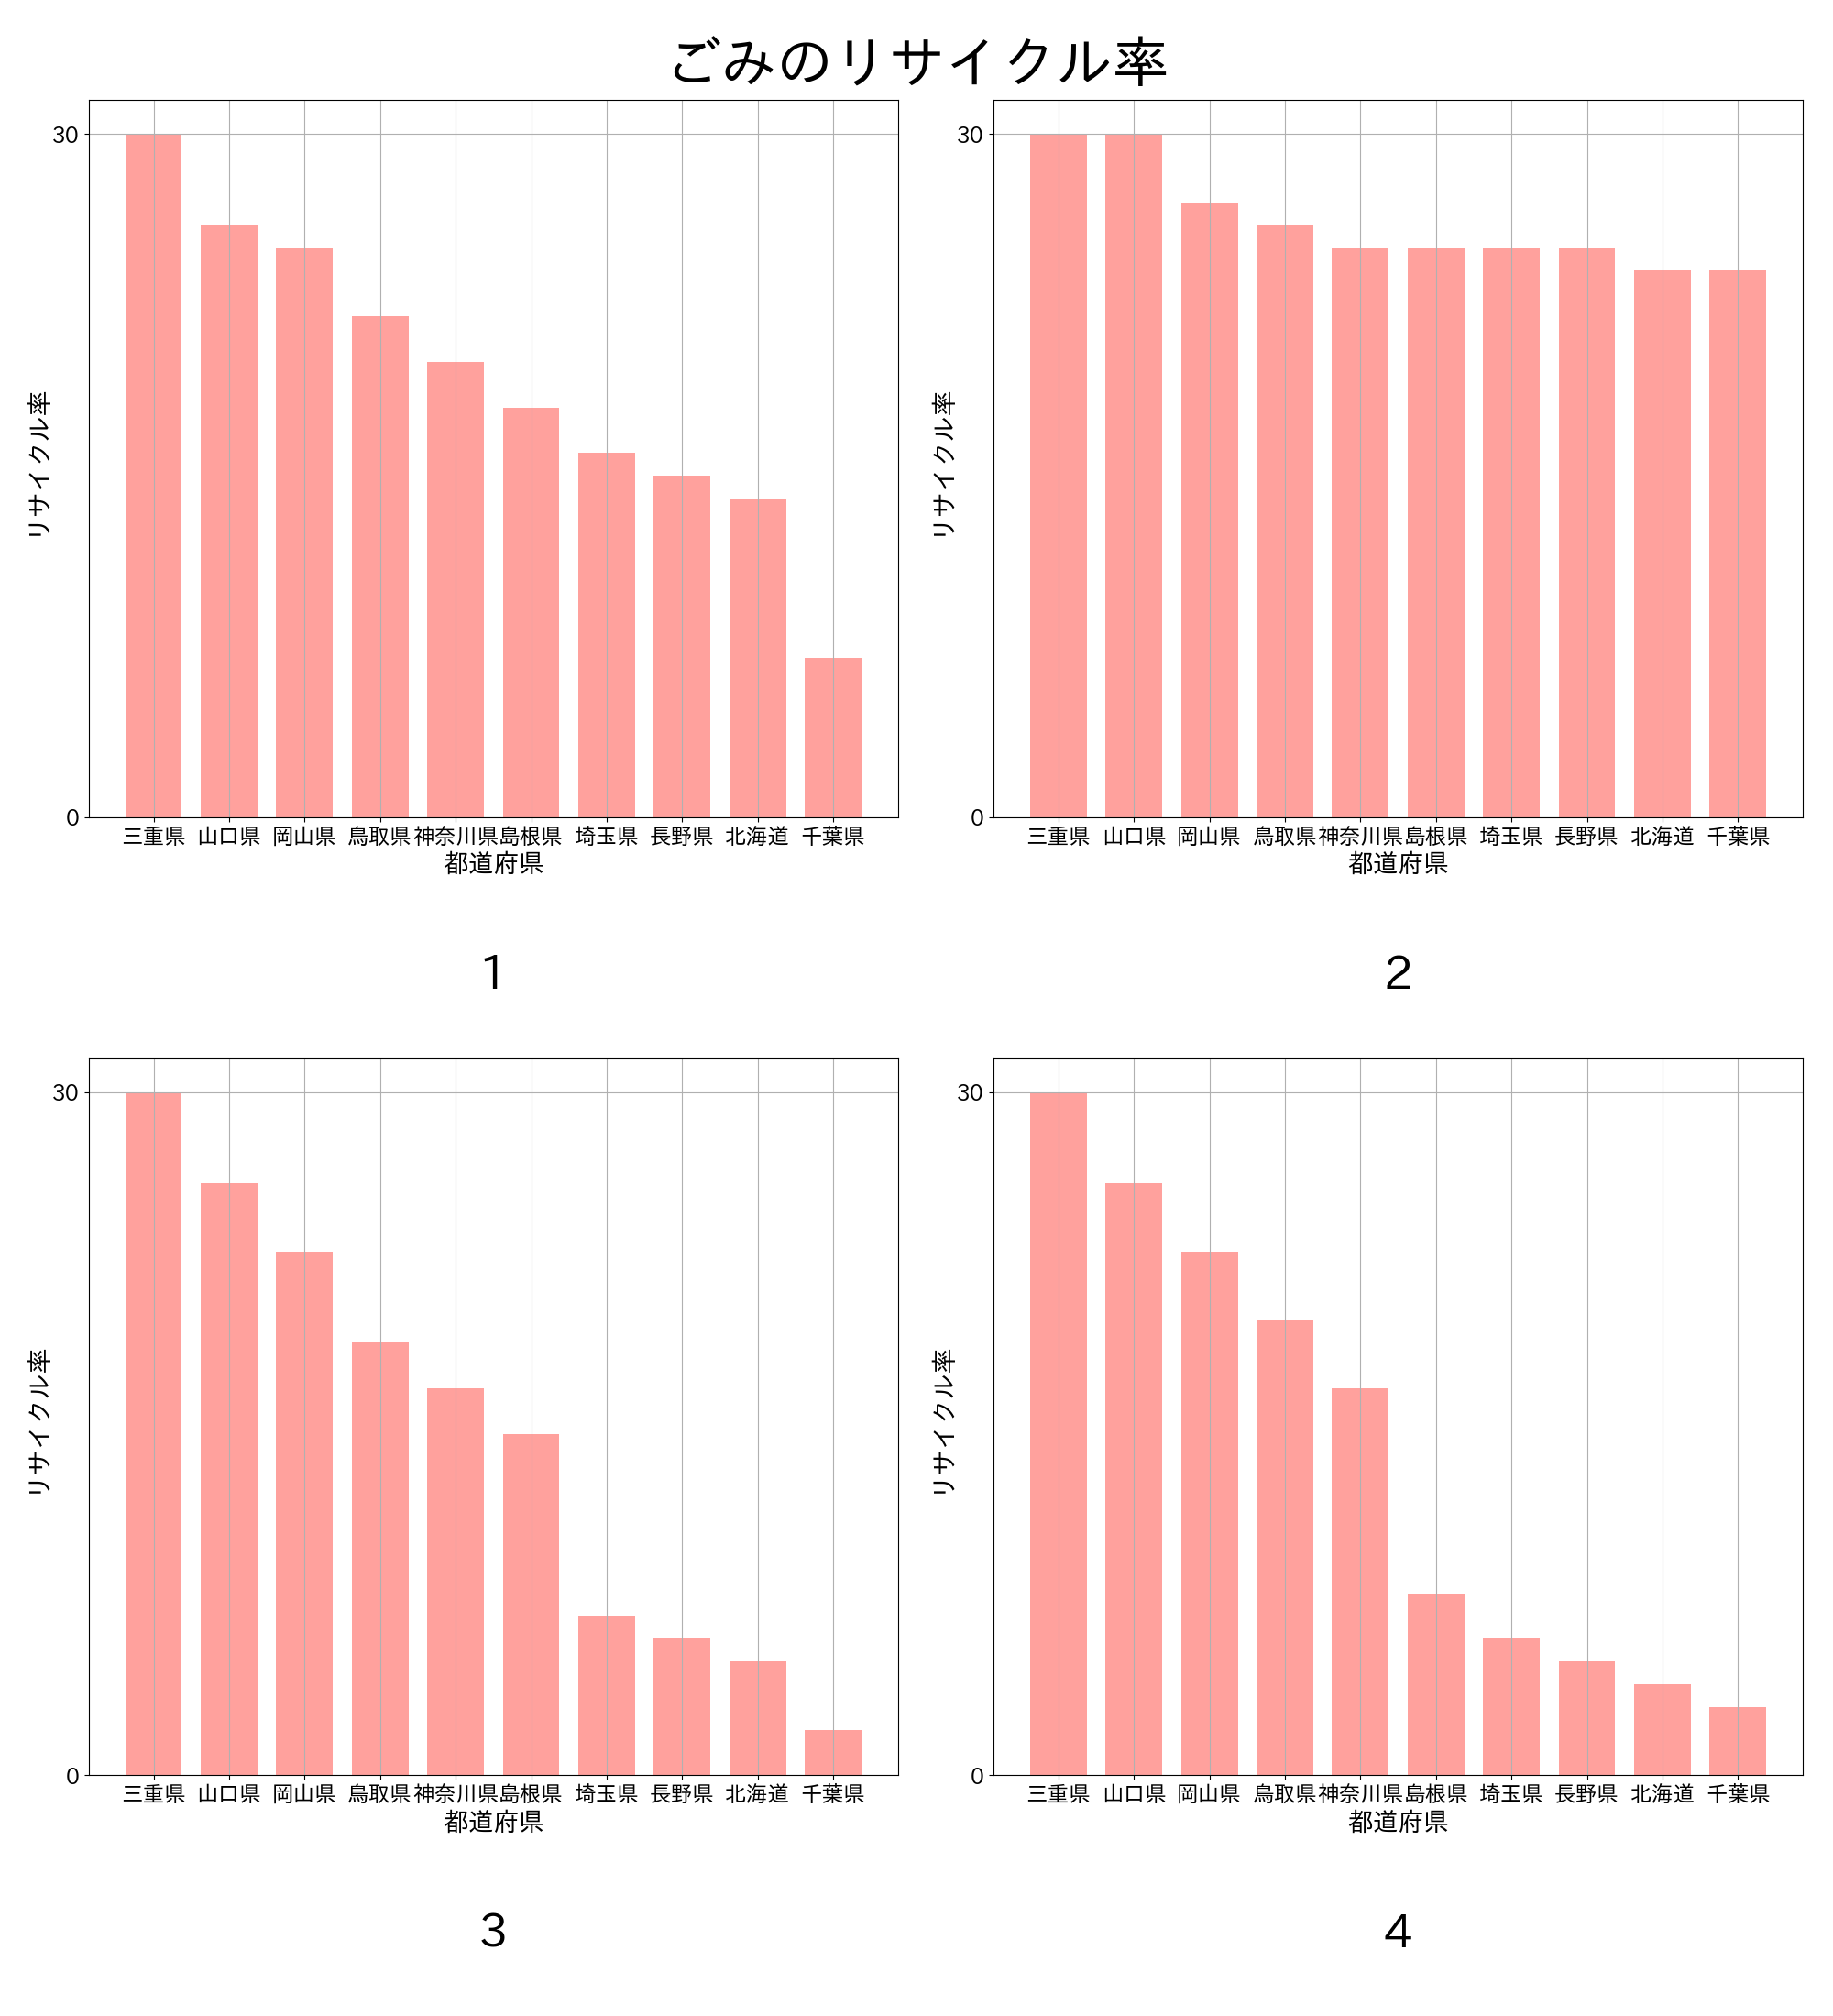 ごみのリサイクル率
30
0
リサイクル率
三重県 山口県 岡山県 鳥取県 神奈川県 島根県 埼玉県 長野県 北海道 千葉県
都道府県
1
30
0
リサイクル率
三重県 山口県 岡山県 鳥取県 神奈川県 島根県 埼玉県 長野県 北海道 千葉県
都道府県
2
30
0
リサイクル率
三重県 山口県 岡山県 鳥取県 神奈川県 島根県 埼玉県 長野県 北海道 千葉県
都道府県
3
30
0
リサイクル率
三重県 山口県 岡山県 鳥取県 神奈川県 島根県 埼玉県 長野県 北海道 千葉県
都道府県
4